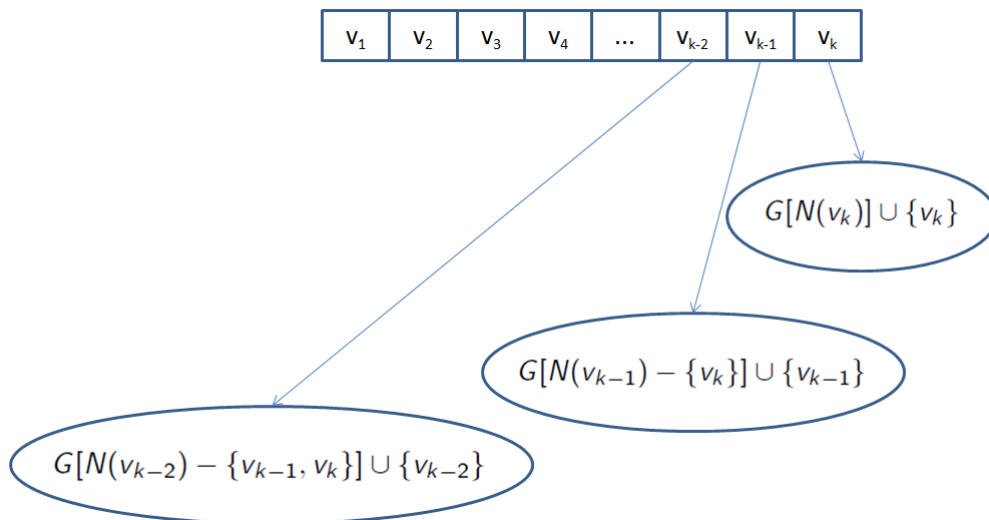 v₁ v₂ v₃ v₄ ... vₖ₋₂ vₖ₋₁ vₖ
G[N(vₖ)] ∪ {vₖ}
G[N(vₖ₋₁) − {vₖ}] ∪ {vₖ₋₁}
G[N(vₖ₋₂) − {vₖ₋₁, vₖ}] ∪ {vₖ₋₂}